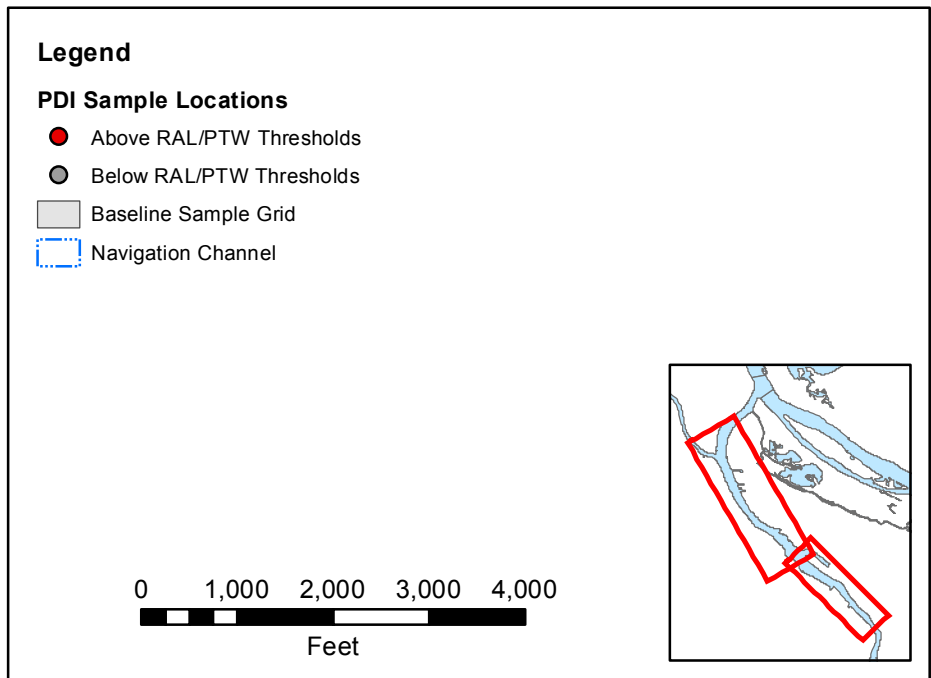 Legend
PDI Sample Locations
Above RAL/PTW Thresholds
Below RAL/PTW Thresholds
Baseline Sample Grid
Navigation Channel
0 1,000 2,000 3,000 4,000
Feet